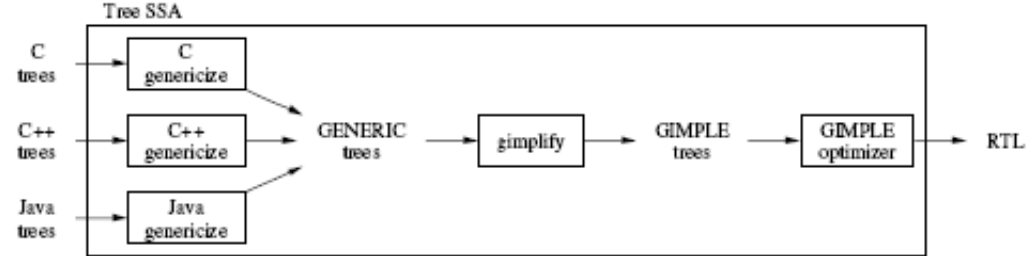 Tree SSA
C
trees
C
genericize
C++
trees
C++
genericize
GENERIC
trees
gimplify
GIMPLE
trees
GIMPLE
optimizer
RTL
Java
trees
Java
genericize